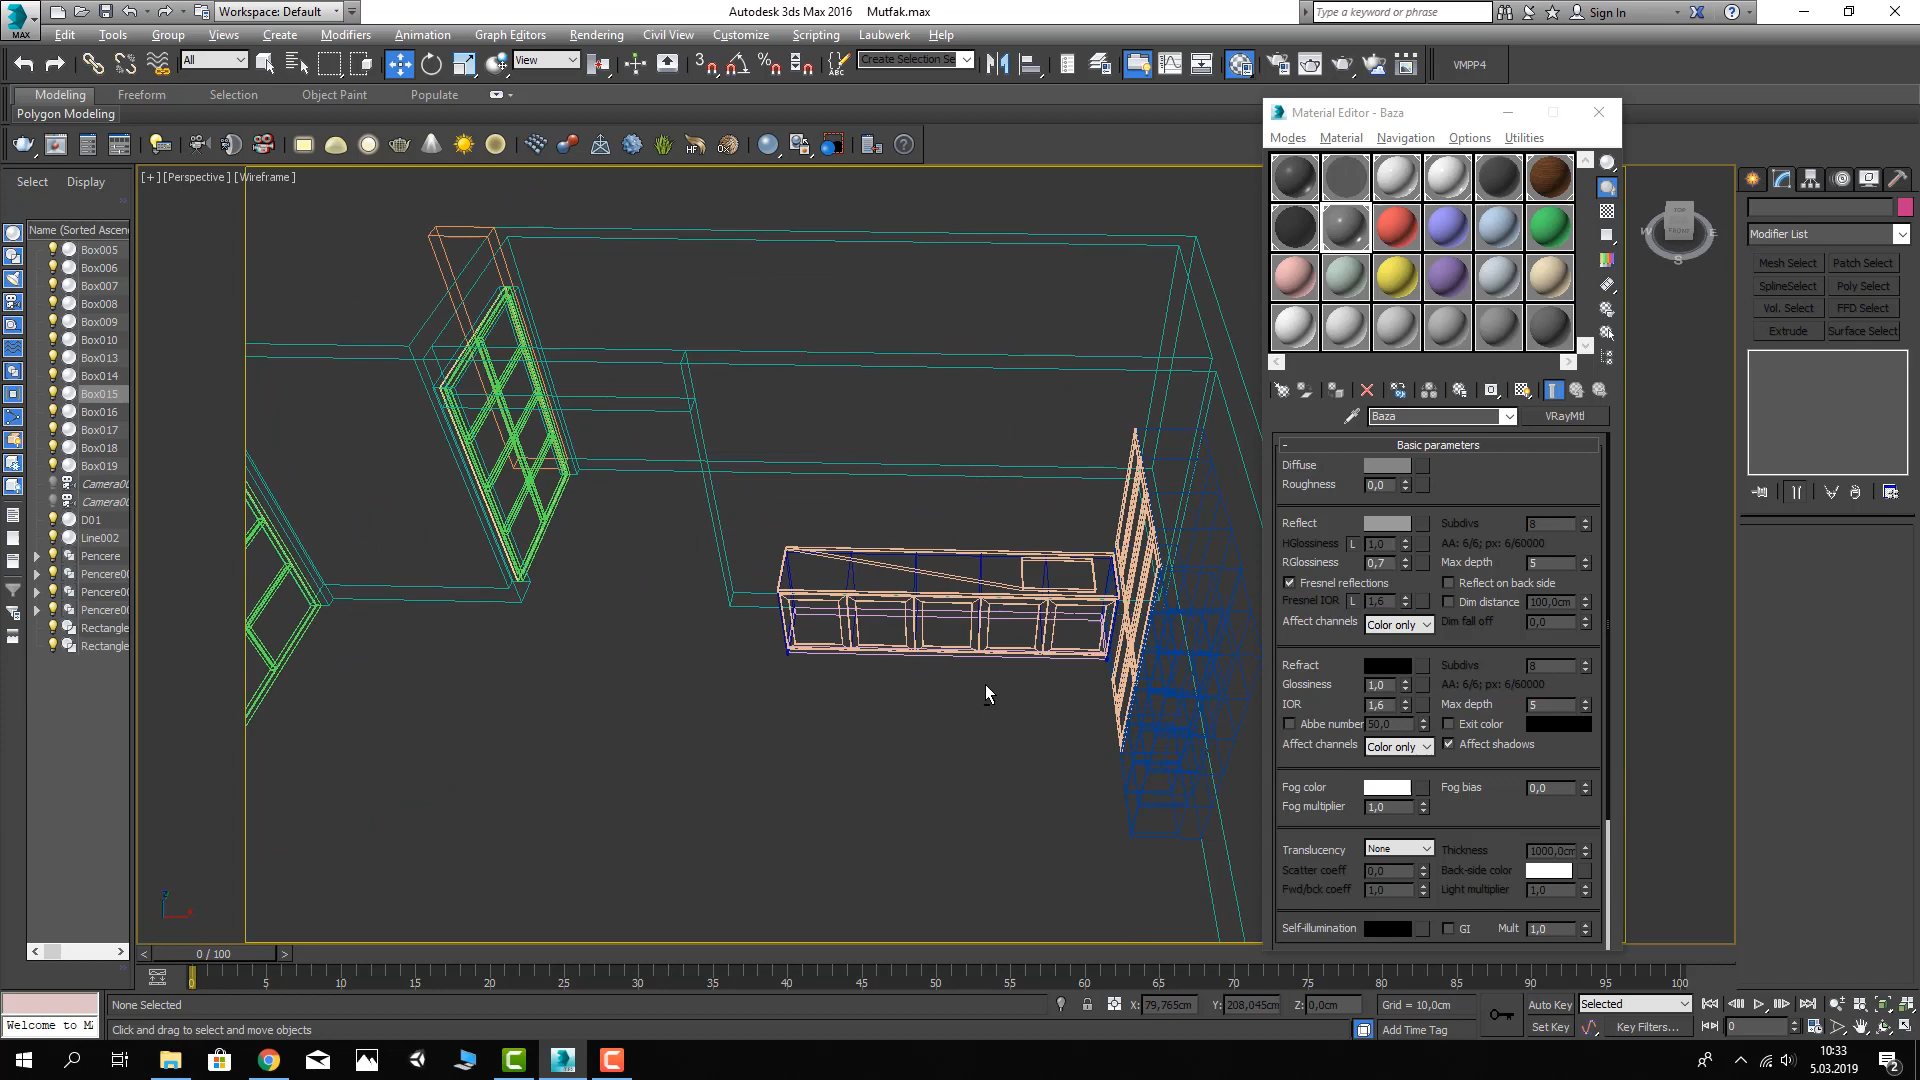 MAX
Workspace: Default
Autodesk 3ds Max 2016 Mutfak.max
Type a keyword or phrase
Sign In
Edit Tools Group Views Create Modifiers Animation Graph Editors Rendering Civil View Customize Scripting Laubwerk Help
All
View
Create Selection Se
VMPP4
Modeling Freeform Selection Object Paint Populate
Polygon Modeling
Material Editor - Baza
Modes Material Navigation Options Utilities
Select Display
[+] [Perspective] [Wireframe]
Name (Sorted Ascen
Box005
Box006
Box007
Box008
Box009
Box010
Box013
Box014
Box015
Box016
Box017
Box018
Box019
Camera00
Camera00
D01
Line002
Pencere
Pencere00
Pencere00
Pencere00
Rectangle
Rectangle
Baza VRayMtl
Basic parameters
Diffuse
Roughness 0,0
Reflect Subdivs 8
HGlossiness L 1,0 AA: 6/6; px: 6/60000
RGlossiness 0,7 Max depth 5
Fresnel reflections Reflect on back side
Fresnel IOR L 1,6 Dim distance 100,0cm
Affect channels Color only Dim fall off 0,0
Refract Subdivs 8
Glossiness 1,0 AA: 6/6; px: 6/60000
IOR 1,6 Max depth 5
Abbe number 50,0 Exit color
Affect channels Color only Affect shadows
Fog color Fog bias 0,0
Fog multiplier 1,0
Translucency None Thickness 1000,0cm
Scatter coeff 0,0 Back-side color
Fwd/bck coeff 1,0 Light multiplier 1,0
Self-illumination GI Mult 1,0
TOP
FRONT
W E
S
Modifier List
Mesh Select Patch Select
SplineSelect Poly Select
Vol. Select FFD Select
Extrude Surface Select
z
x
< 0 / 100 >
0 5 10 15 20 25 30 35 40 45 50 55 60 65 70 75 80 85 90 95 100
None Selected
X: 79,765cm Y: 208,045cm Z: 0,0cm Grid = 10,0cm
Auto Key Selected
Welcome to M
Click and drag to select and move objects
Add Time Tag
Set Key Key Filters... 0
10:33
5.03.2019
2